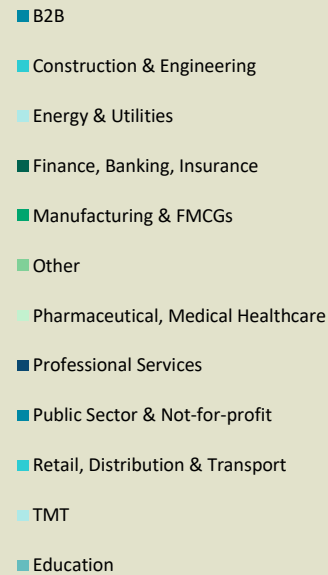 B2B
Construction & Engineering
Energy & Utilities
Finance, Banking, Insurance
Manufacturing & FMCGs
Other
Pharmaceutical, Medical Healthcare
Professional Services
Public Sector & Not-for-profit
Retail, Distribution & Transport
TMT
Education